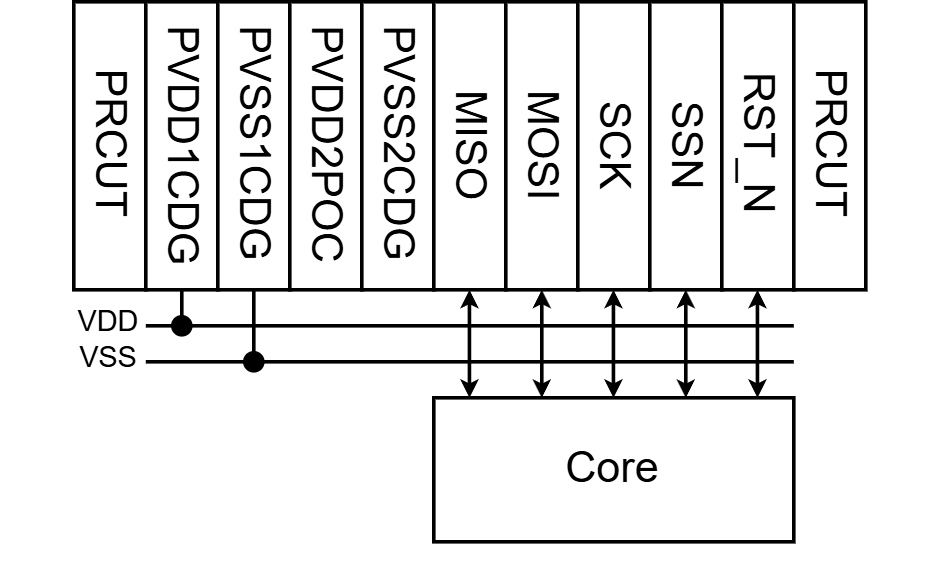 PRCUT
PVDD1CDG
PVSS1CDG
PVDD2POC
PVSS2CDG
MISO
MOSI
SCK
SSN
RST_N
PRCUT
VDD
VSS
Core